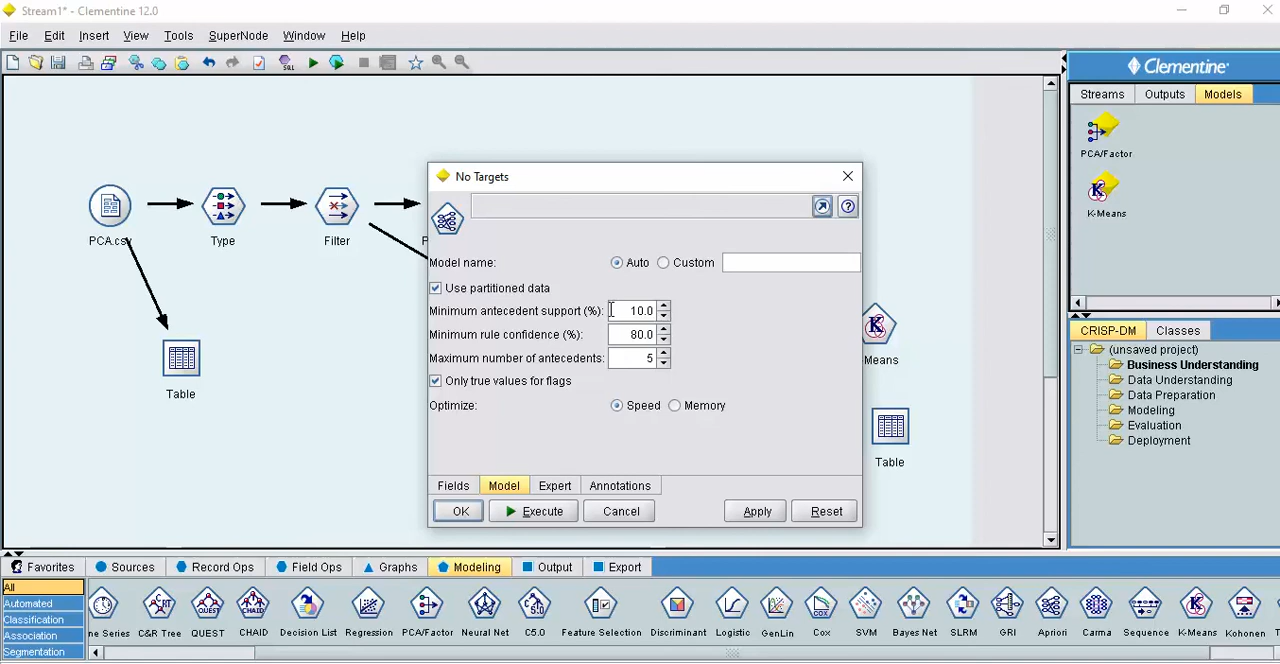 Stream1* - Clementine 12.0
File Edit Insert View Tools SuperNode Window Help
Clementine
Streams Outputs Models
PCA/Factor
K-Means
PCA.csv
Type
Filter
Table
No Targets
Model name: Auto Custom
Use partitioned data
Minimum antecedent support (%): 10.0
Minimum rule confidence (%): 80.0
Maximum number of antecedents: 5
Only true values for flags
Optimize: Speed Memory
Fields Model Expert Annotations
OK Execute Cancel Apply Reset
Means
Table
CRISP-DM Classes
(unsaved project)
Business Understanding
Data Understanding
Data Preparation
Modeling
Evaluation
Deployment
Favorites Sources Record Ops Field Ops Graphs Modeling Output Export
All
Automated
Classification
Association
Segmentation
ne Series C&R Tree QUEST CHAID Decision List Regression PCA/Factor Neural Net C5.0 Feature Selection Discriminant Logistic GenLin Cox SVM Bayes Net SLRM GRI Apriori Carma Sequence K-Means Kohonen